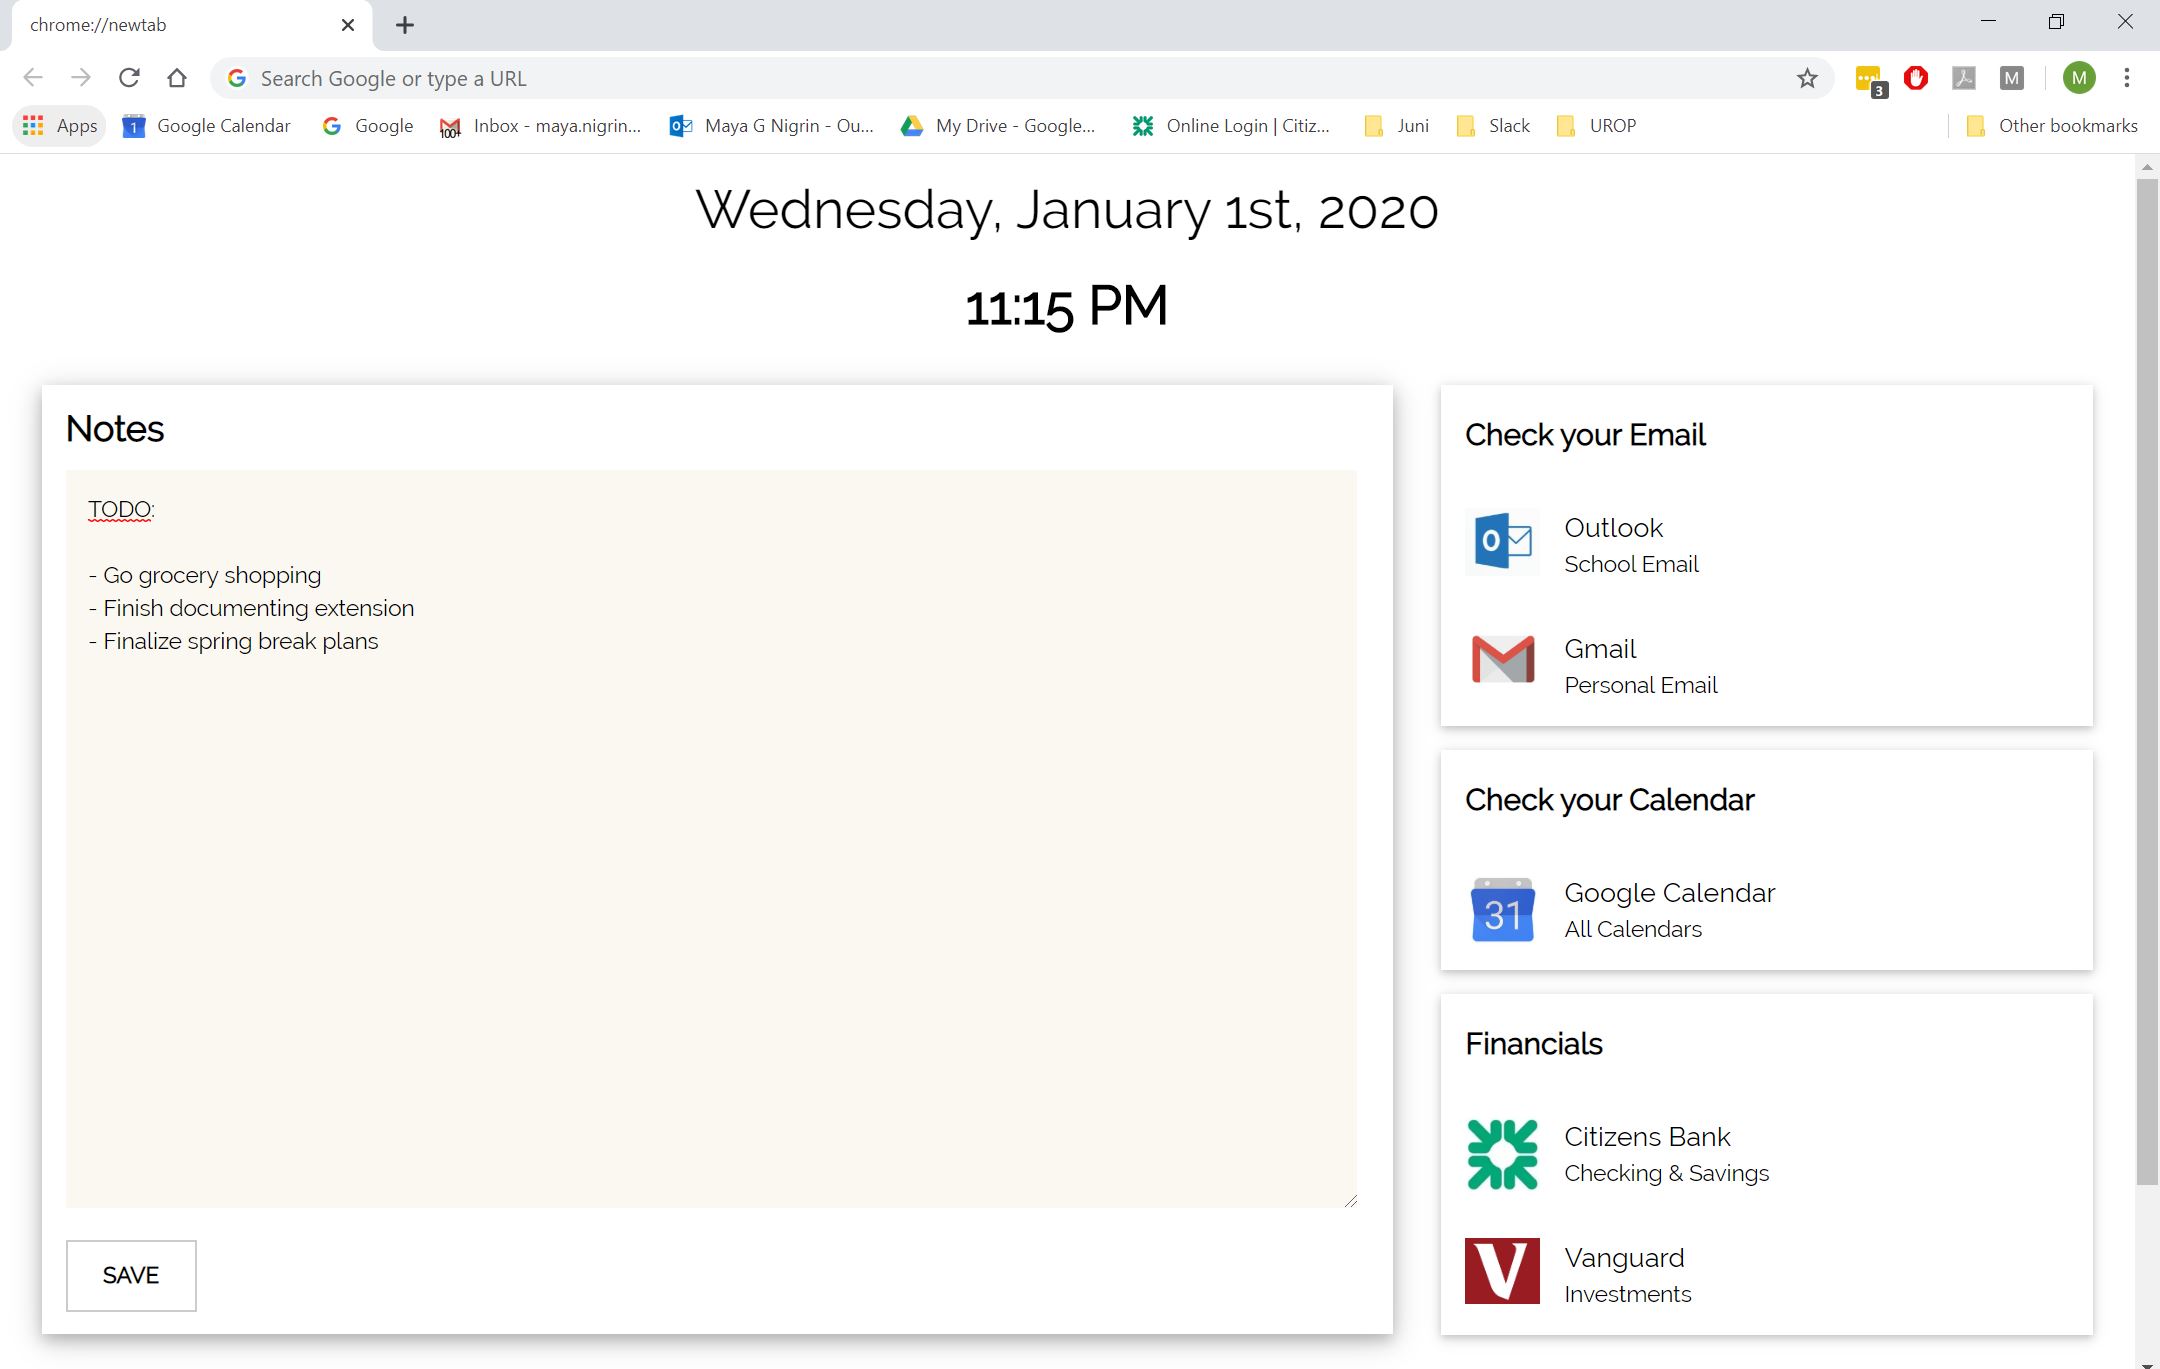 chrome://newtab
Search Google or type a URL
3
M
M
Apps
1
Google Calendar
Google
100+
Inbox - maya.nigrin...
Maya G Nigrin - Ou...
My Drive - Google...
Online Login | Citiz...
Juni
Slack
UROP
Other bookmarks
Wednesday, January 1st, 2020
11:15 PM
Notes
TODO:
- Go grocery shopping
- Finish documenting extension
- Finalize spring break plans
SAVE
Check your Email
Outlook
School Email
Gmail
Personal Email
Check your Calendar
31
Google Calendar
All Calendars
Financials
Citizens Bank
Checking & Savings
Vanguard
Investments